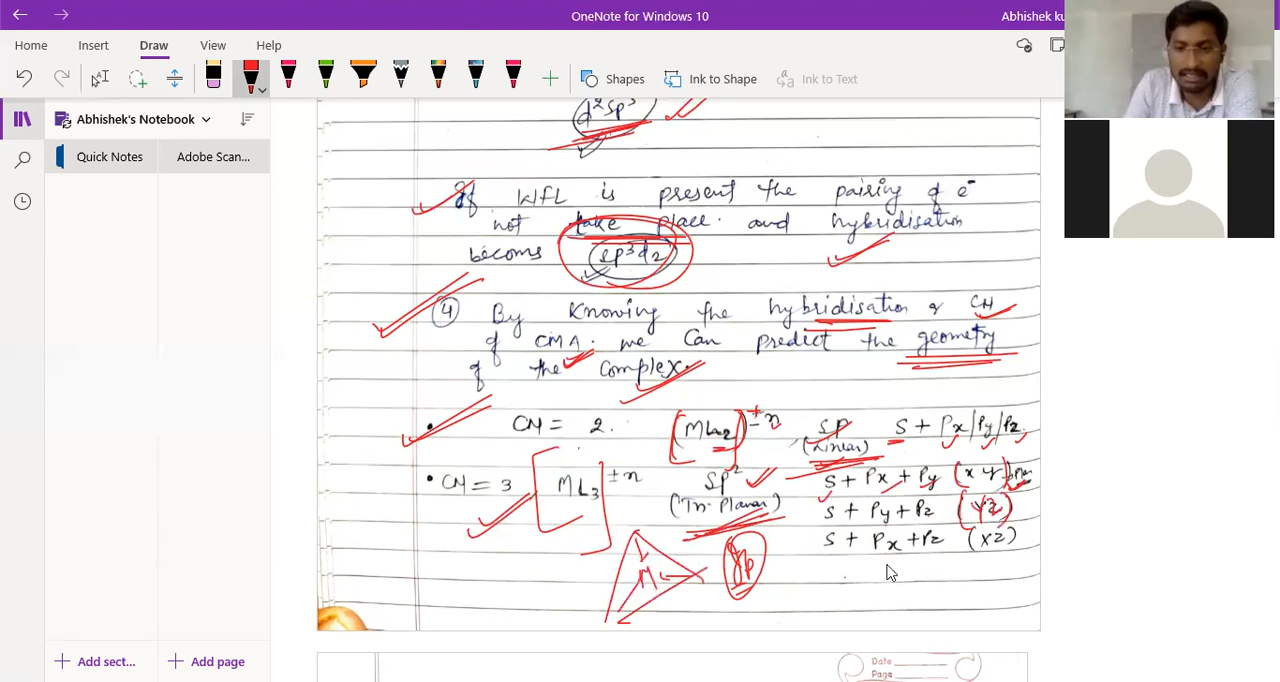 OneNote for Windows 10
Abhishek ku
Home Insert Draw View Help
Shapes Ink to Shape Ink to Text
Abhishek's Notebook
Quick Notes Adobe Scan...
d²sp³
If WFL is present the pairing of e⁻
not take place. and hybridisation
becoms sp³d2
④ By Knowing the hybridisation & CN
of CMA. we Can predict the geometry
of the Complex.
• CN = 2. (ML2)±n sp S + Px/Py/Pz
(Linear)
• CN = 3 [ML3]±n sp² S + Px + Py (xy)
(Tri-Planar) S + Py + Pz (yz)
S + Px + Pz (xz)
M
Add sect... Add page
Date
Page